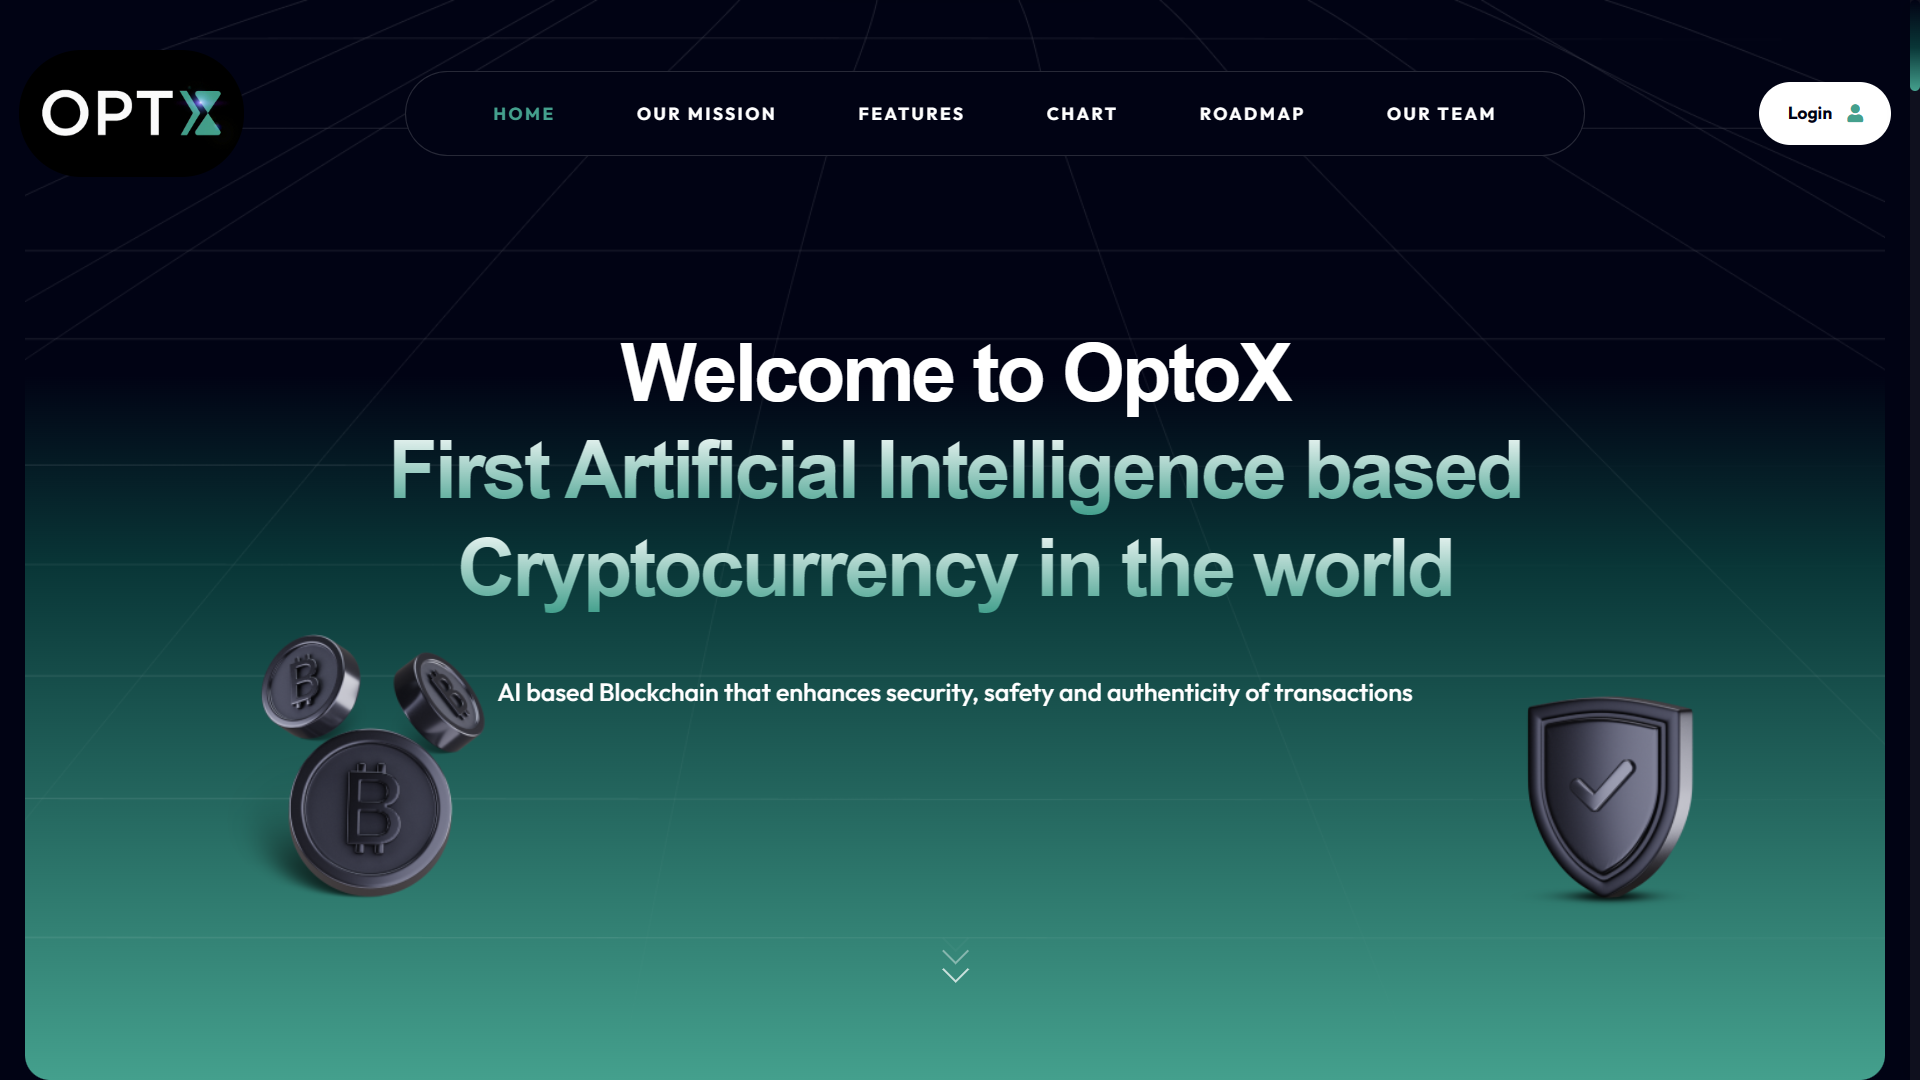 OPTX
HOME
OUR MISSION
FEATURES
CHART
ROADMAP
OUR TEAM
Login
Welcome to OptoX
First Artificial Intelligence based
Cryptocurrency in the world
AI based Blockchain that enhances security, safety and authenticity of transactions